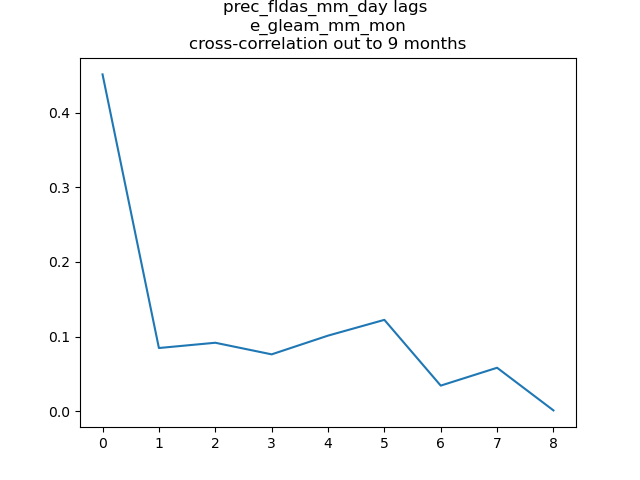 prec_fldas_mm_day lags
e_gleam_mm_mon
cross-correlation out to 9 months
0.4
0.3
0.2
0.1
0.0
0 1 2 3 4 5 6 7 8